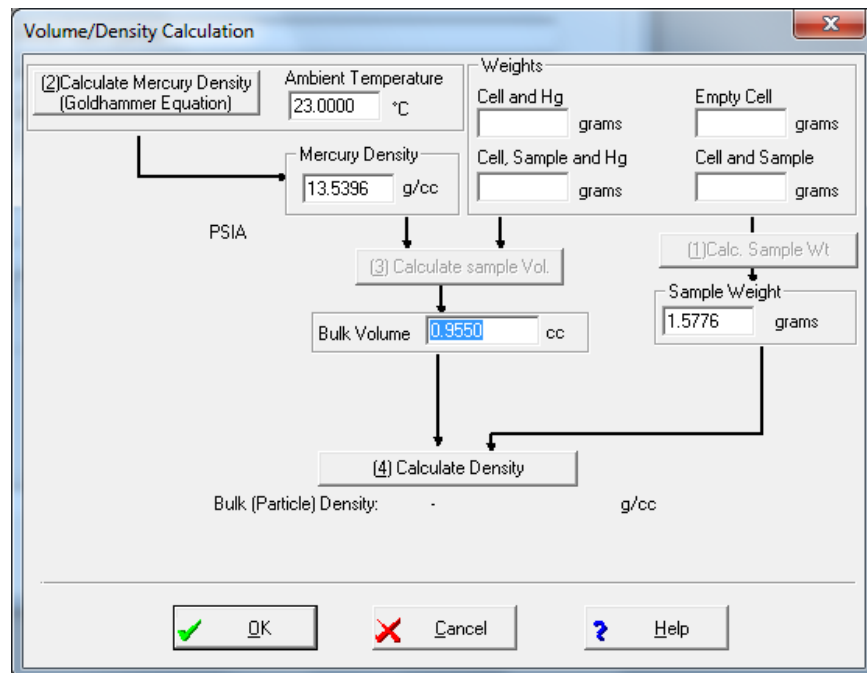 Volume/Density Calculation
(2)Calculate Mercury Density
(Goldhammer Equation)
Ambient Temperature
23.0000 °C
Weights
Cell and Hg
grams
Empty Cell
grams
Cell, Sample and Hg
grams
Cell and Sample
grams
Mercury Density
13.5396 g/cc
PSIA
(3) Calculate sample Vol.
(1)Calc. Sample Wt
Sample Weight
1.5776 grams
Bulk Volume 0.9550 cc
(4) Calculate Density
Bulk (Particle) Density: - g/cc
OK
Cancel
? Help